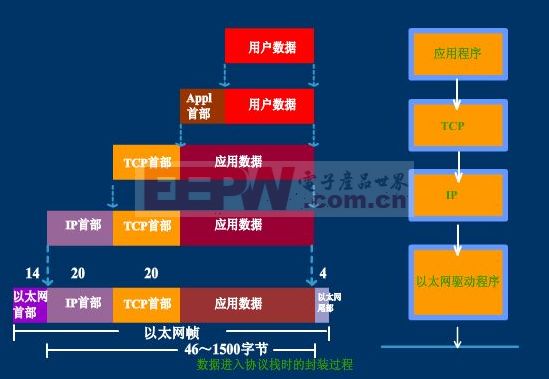 用户数据
应用程序
Appl
首部
用户数据
TCP
TCP首部
应用数据
EEPW
電子產品世界
.com.cn
IP
IP首部
TCP首部
应用数据
14
20
20
4
以太网
首部
IP首部
TCP首部
应用数据
以太网
尾部
以太网驱动程序
以太网帧
46～1500字节
数据进入协议栈时的封装过程